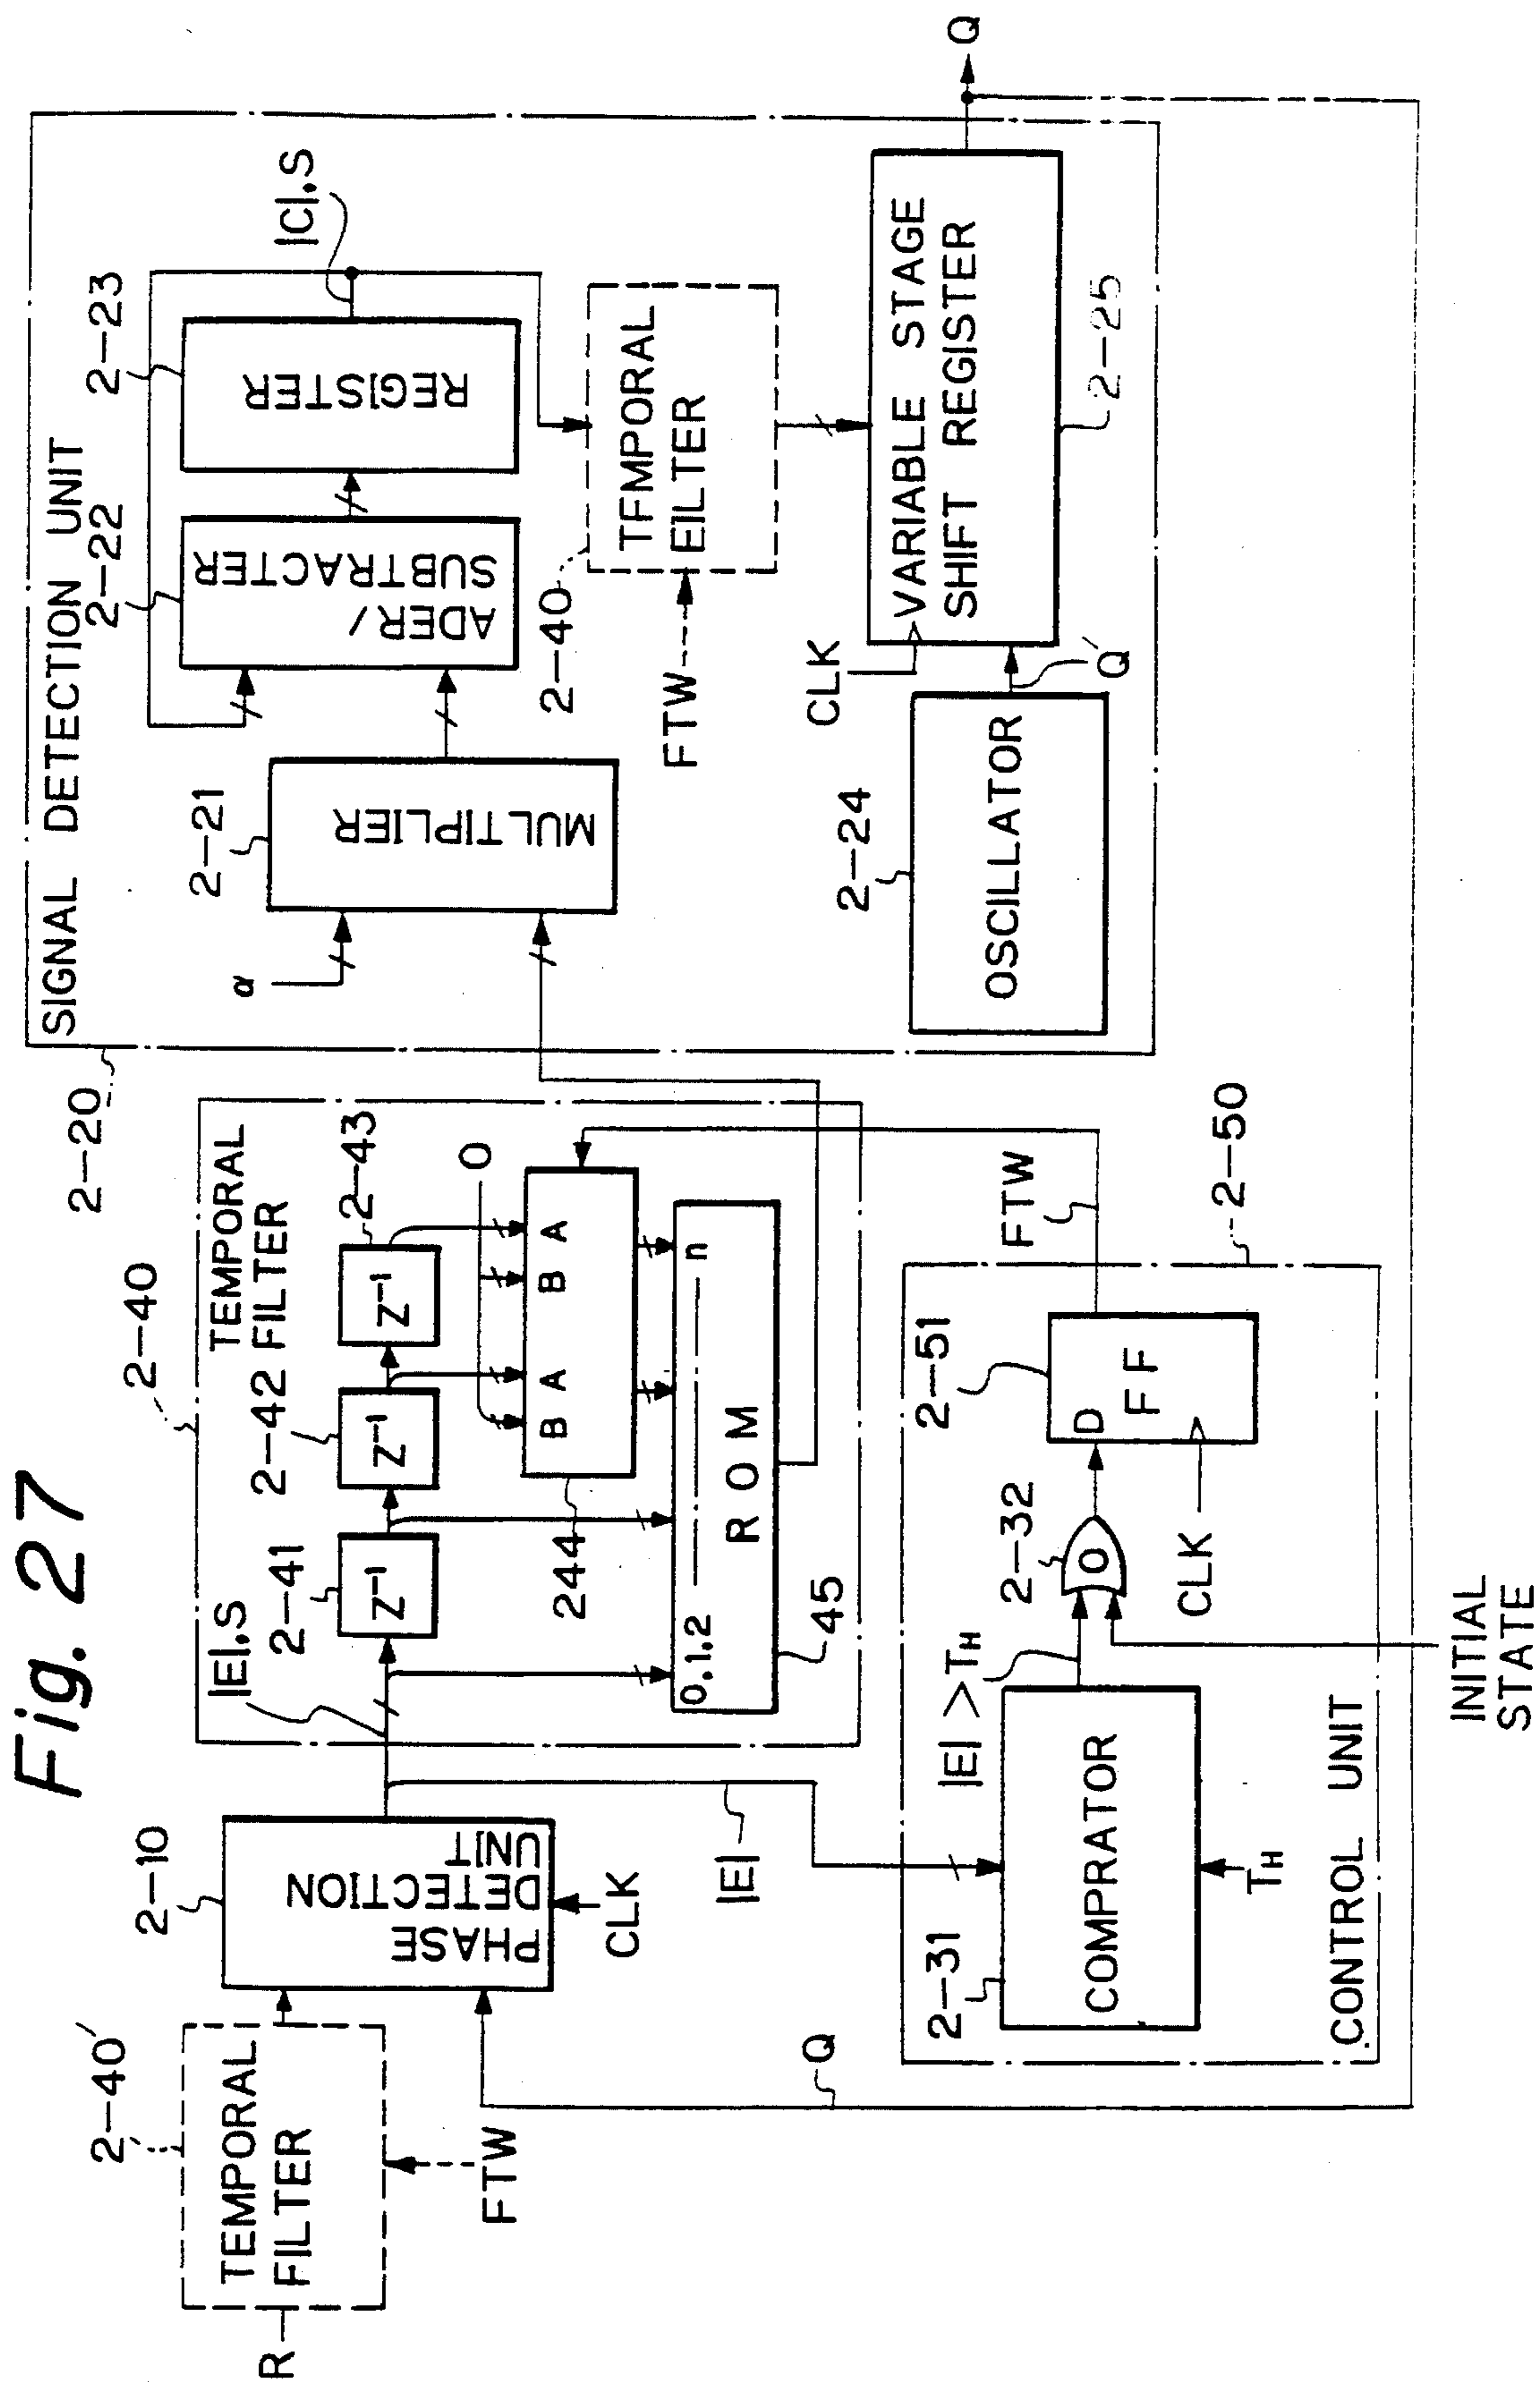 Fig. 27
R
2-40'
TEMPORAL
FILTER
FTW
2-10
PHASE
DETECTION
UNIT
CLK
|E|,S
|E|
Q
2-40
TEMPORAL
FILTER
2-41
Z⁻¹
2-42
Z⁻¹
2-43
Z⁻¹
O
B A B A
244
0,1,2 n
ROM
45
2-20
SIGNAL DETECTION UNIT
α
2-21
MULTIPLIER
2-22
ADER/
SUBTRACTER
2-23
REGISTER
|C|,S
2-40
TFMPORAL
EILTER
FTW
2-24
OSCILLATOR
Q'
CLK
VARIABLE STAGE
SHIFT REGISTER
2-25
Q
2-50
CONTROL UNIT
2-31
COMPRATOR
TH
|E|>TH
2-32
O
INITIAL
STATE
2-51
D
FF
CLK
FTW